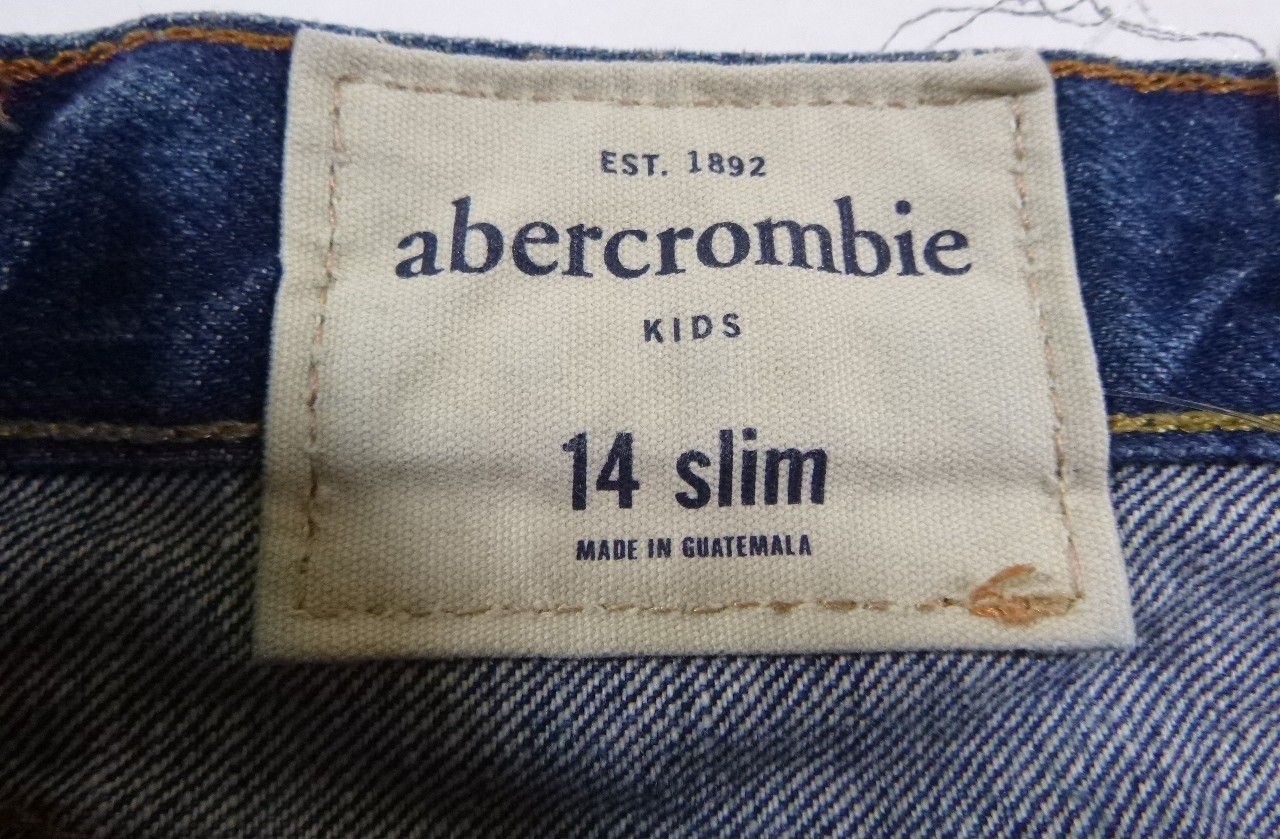 EST. 1892
abercrombie
KIDS
14 slim
MADE IN GUATEMALA